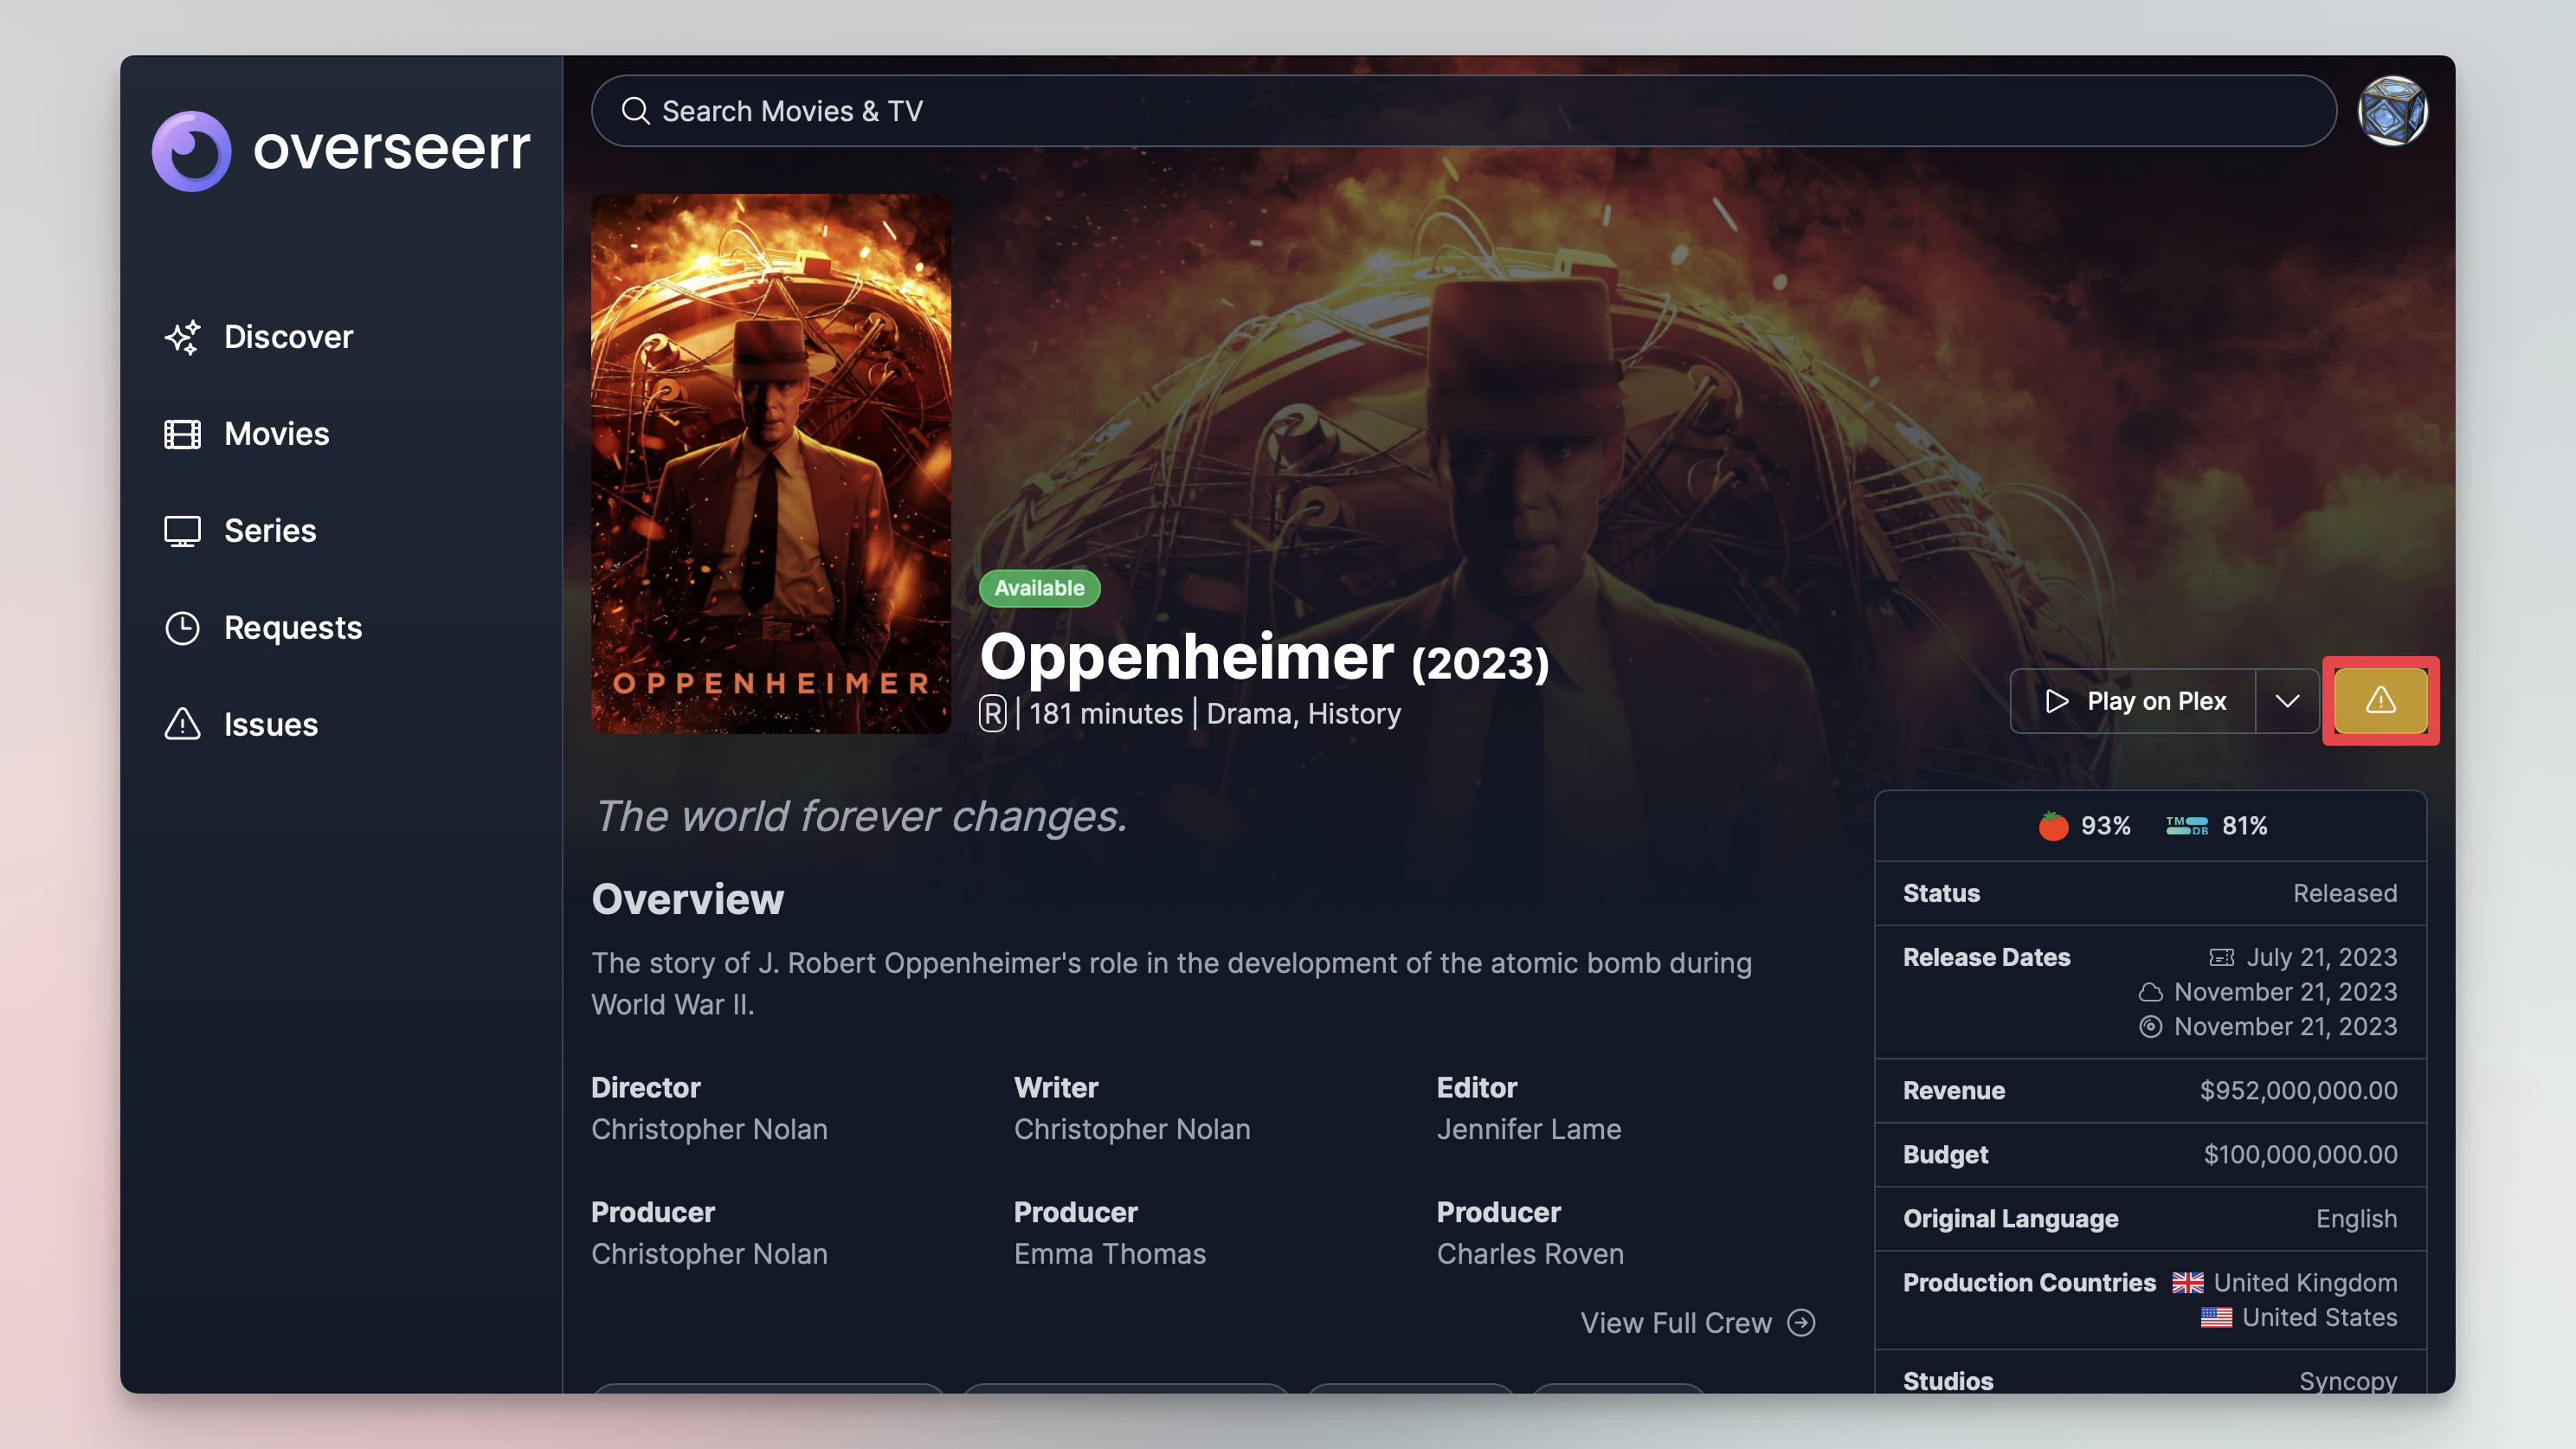 overseerr
Search Movies & TV
Discover
Movies
Series
Requests
Issues
OPPENHEIMER
Available
Oppenheimer (2023)
R | 181 minutes | Drama, History
Play on Plex
The world forever changes.
Overview
The story of J. Robert Oppenheimer's role in the development of the atomic bomb during
World War II.
Director
Christopher Nolan
Writer
Christopher Nolan
Editor
Jennifer Lame
Producer
Christopher Nolan
Producer
Emma Thomas
Producer
Charles Roven
View Full Crew
93% TMDB 81%
Status Released
Release Dates July 21, 2023
November 21, 2023
November 21, 2023
Revenue $952,000,000.00
Budget $100,000,000.00
Original Language English
Production Countries United Kingdom
United States
Studios Syncopy